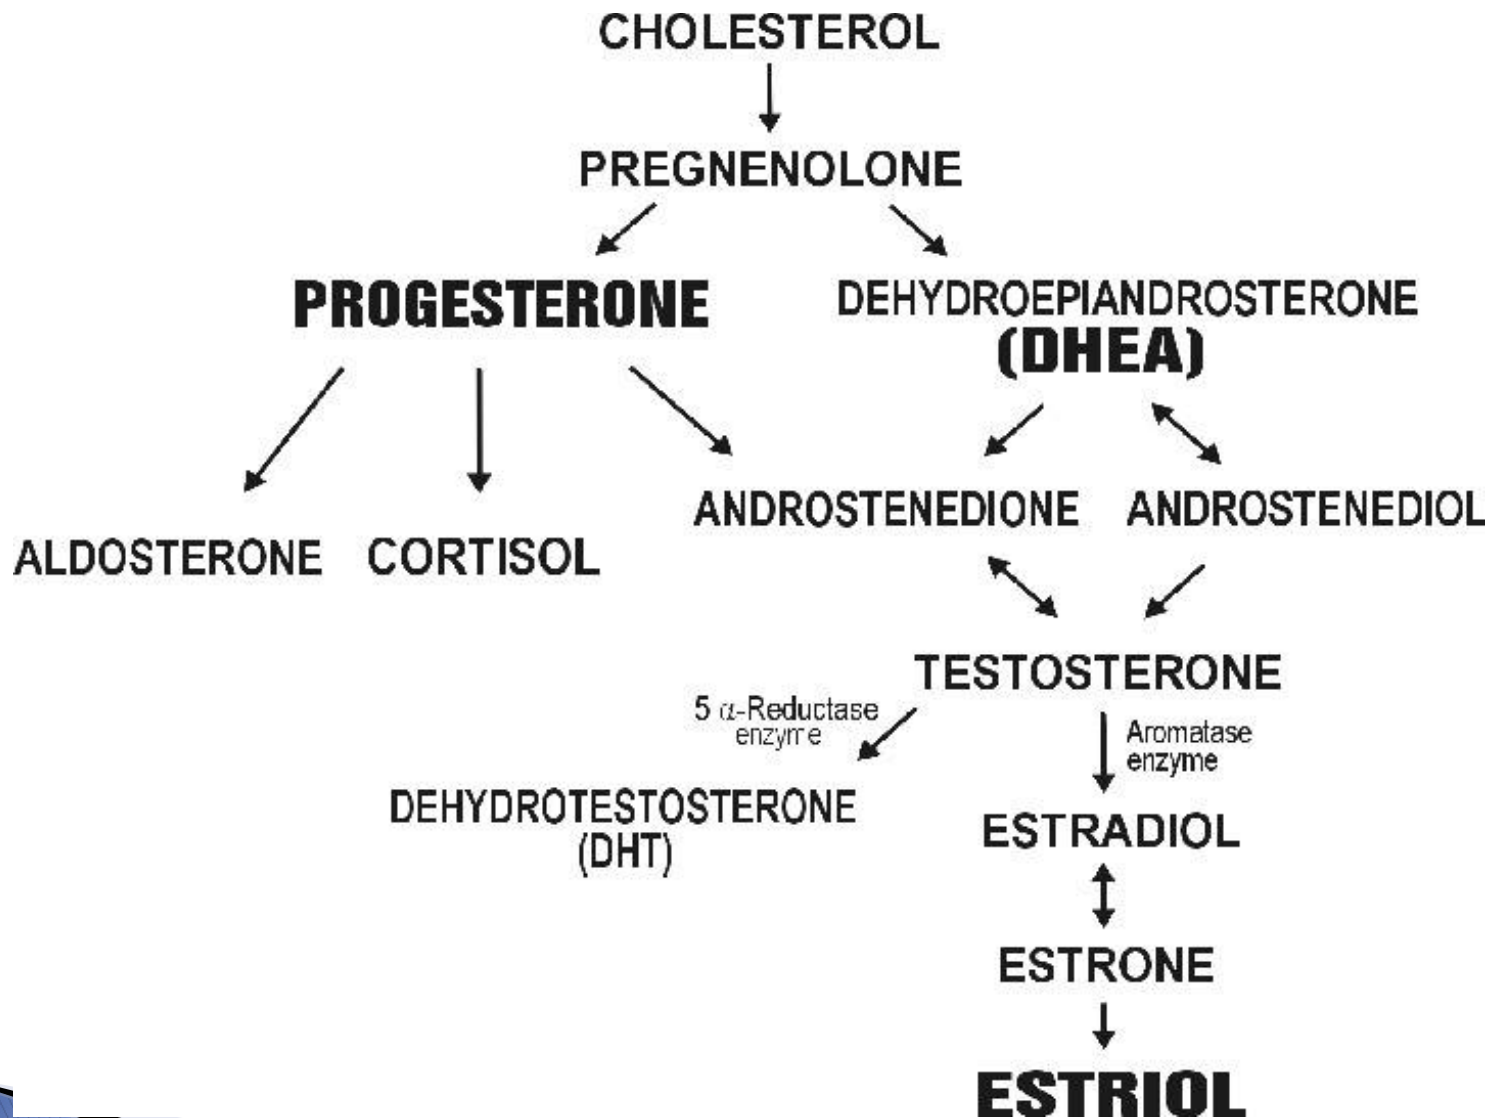 CHOLESTEROL
PREGNENOLONE
PROGESTERONE
DEHYDROEPIANDROSTERONE
(DHEA)
ANDROSTENEDIONE
ANDROSTENEDIOL
ALDOSTERONE
CORTISOL
TESTOSTERONE
5 α-Reductase
enzyme
Aromatase
enzyme
DEHYDROTESTOSTERONE
(DHT)
ESTRADIOL
ESTRONE
ESTRIOL